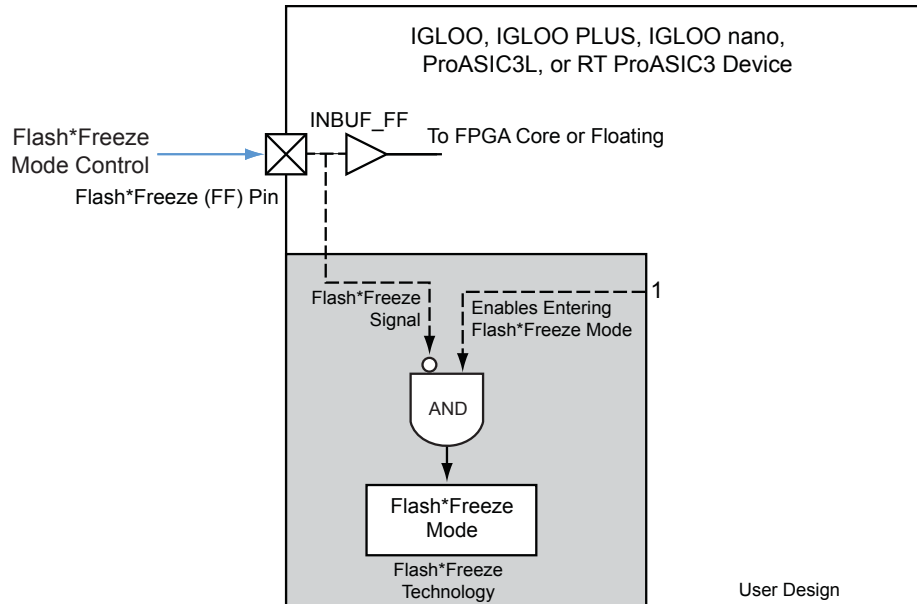 IGLOO, IGLOO PLUS, IGLOO nano,
ProASIC3L, or RT ProASIC3 Device
INBUF_FF
To FPGA Core or Floating
Flash*Freeze
Mode Control
Flash*Freeze (FF) Pin
1
Flash*Freeze
Signal
Enables Entering
Flash*Freeze Mode
AND
Flash*Freeze
Mode
Flash*Freeze
Technology
User Design